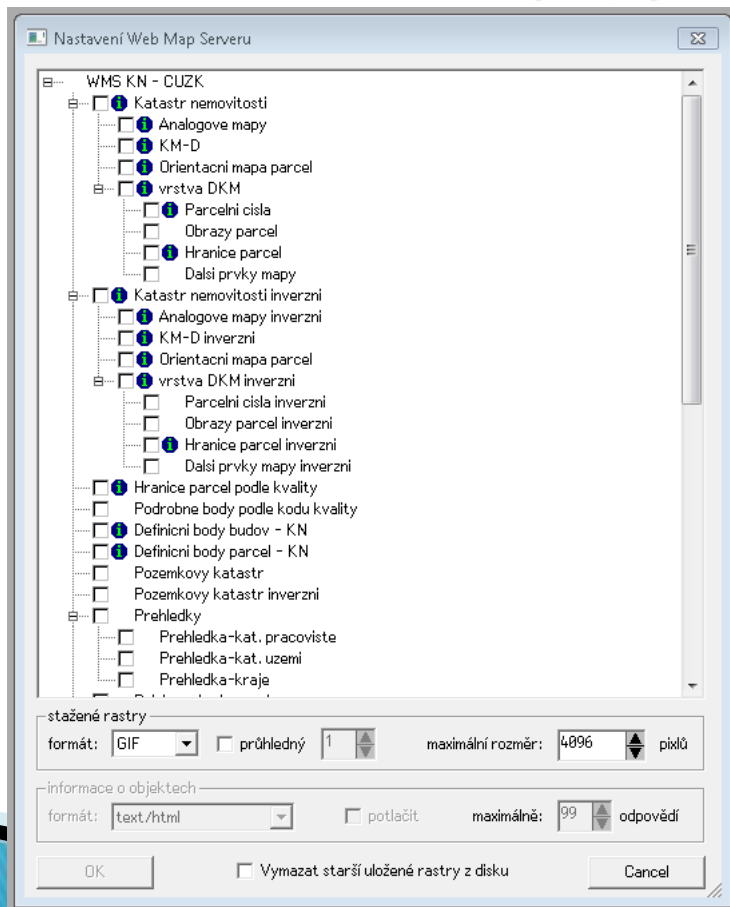 Nastavení Web Map Serveru
WMS KN - CUZK
Katastr nemovitosti
Analogove mapy
KM-D
Orientacni mapa parcel
vrstva DKM
Parcelni cisla
Obrazy parcel
Hranice parcel
Dalsi prvky mapy
Katastr nemovitosti inverzni
Analogove mapy inverzni
KM-D inverzni
Orientacni mapa parcel
vrstva DKM inverzni
Parcelni cisla inverzni
Obrazy parcel inverzni
Hranice parcel inverzni
Dalsi prvky mapy inverzni
Hranice parcel podle kvality
Podrobne body podle kodu kvality
Definicni body budov - KN
Definicni body parcel - KN
Pozemkovy katastr
Pozemkovy katastr inverzni
Prehledky
Prehledka-kat. pracoviste
Prehledka-kat. uzemi
Prehledka-kraje
stažené rastry
formát: GIF průhledný 1 maximální rozměr: 4096 pixlů
informace o objektech
formát: text/html potlačit maximálně: 99 odpovědí
OK Vymazat starší uložené rastry z disku Cancel